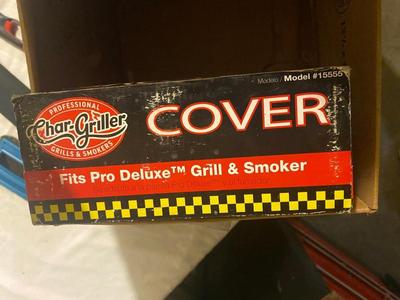 Modelo / Model #15555
PROFESSIONAL
Char-Griller
GRILLS & SMOKERS
COVER
Fits Pro Deluxe™ Grill & Smoker